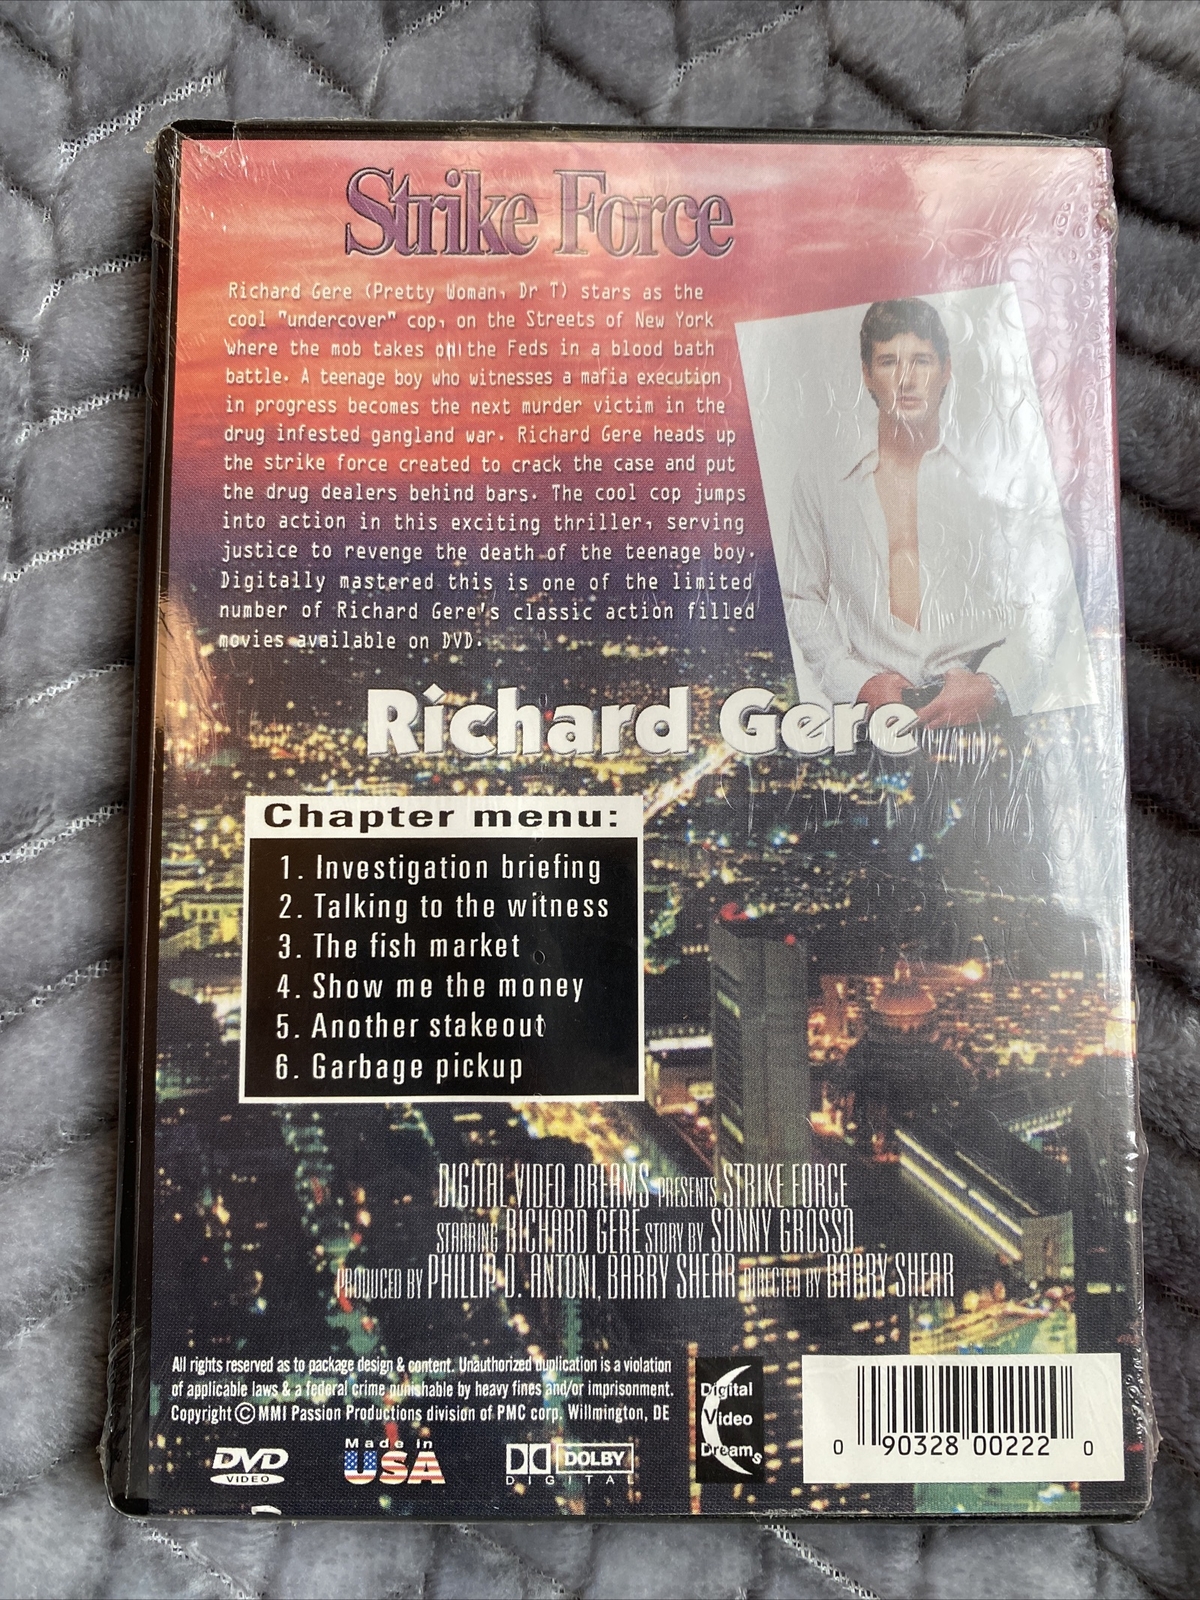 Strike Force
Richard Gere (Pretty Woman, Dr T) stars as the
cool "undercover" cop, on the Streets of New York
where the mob takes on the Feds in a blood bath
battle. A teenage boy who witnesses a mafia execution
in progress becomes the next murder victim in the
drug infested gangland war. Richard Gere heads up
the strike force created to crack the case and put
the drug dealers behind bars. The cool cop jumps
into action in this exciting thriller, serving
justice to revenge the death of the teenage boy.
Digitally mastered this is one of the limited
number of Richard Gere's classic action filled
movies available on DVD.
Richard Gere
Chapter menu:
1. Investigation briefing
2. Talking to the witness
3. The fish market
4. Show me the money
5. Another stakeout
6. Garbage pickup
DIGITAL VIDEO DREAMS PRESENTS STRIKE FORCE
STARRING RICHARD GERE STORY BY SONNY GROSSO
PRODUCED BY PHILLIP D. ANTONI, BARRY SHEAR DIRECTED BY BARRY SHEAR
All rights reserved as to package design & content. Unauthorized duplication is a violation
of applicable laws & a federal crime punishable by heavy fines and/or imprisonment.
Copyright © MMI Passion Productions division of PMC corp. Willmington, DE
DVD
VIDEO
Made in
USA
DOLBY
DIGITAL
Digital
Video
Dreams
0 90328 00222 0